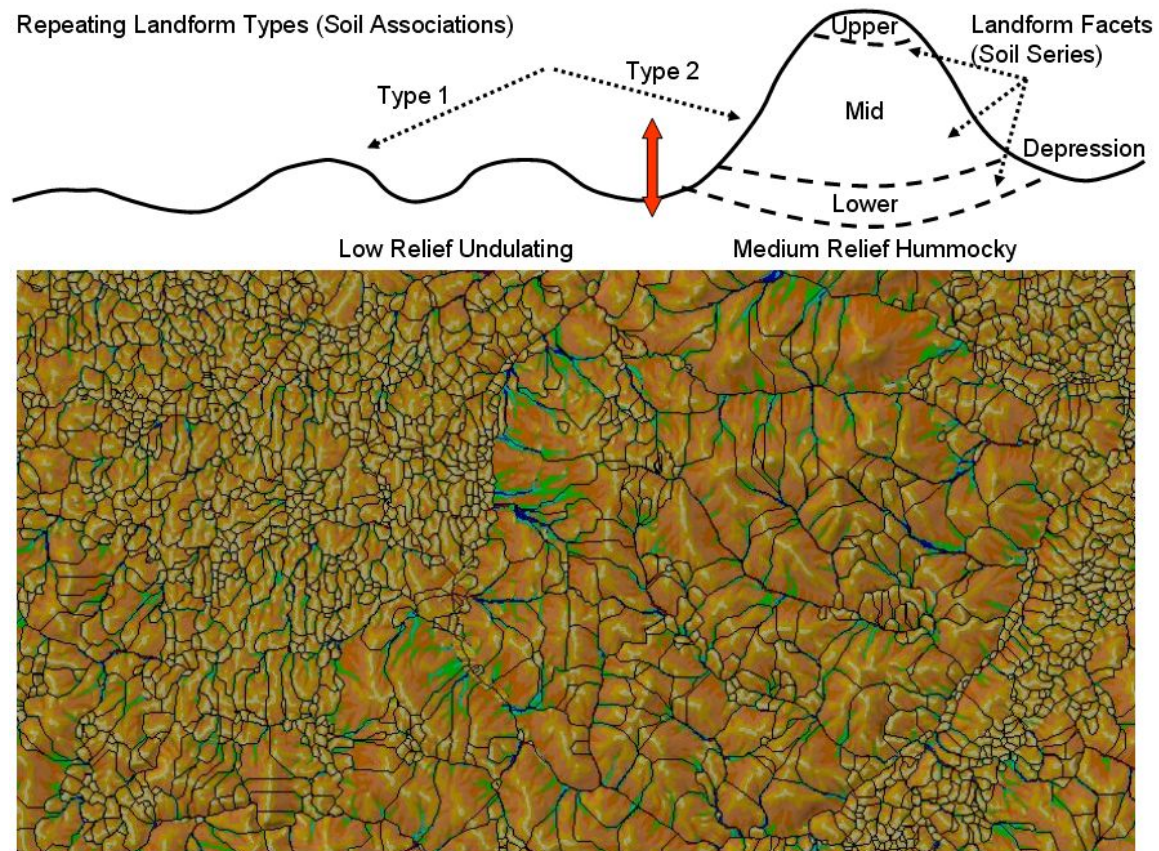 Repeating Landform Types (Soil Associations)
Upper
Landform Facets
(Soil Series)
Type 1
Type 2
Mid
Depression
Lower
Low Relief Undulating
Medium Relief Hummocky